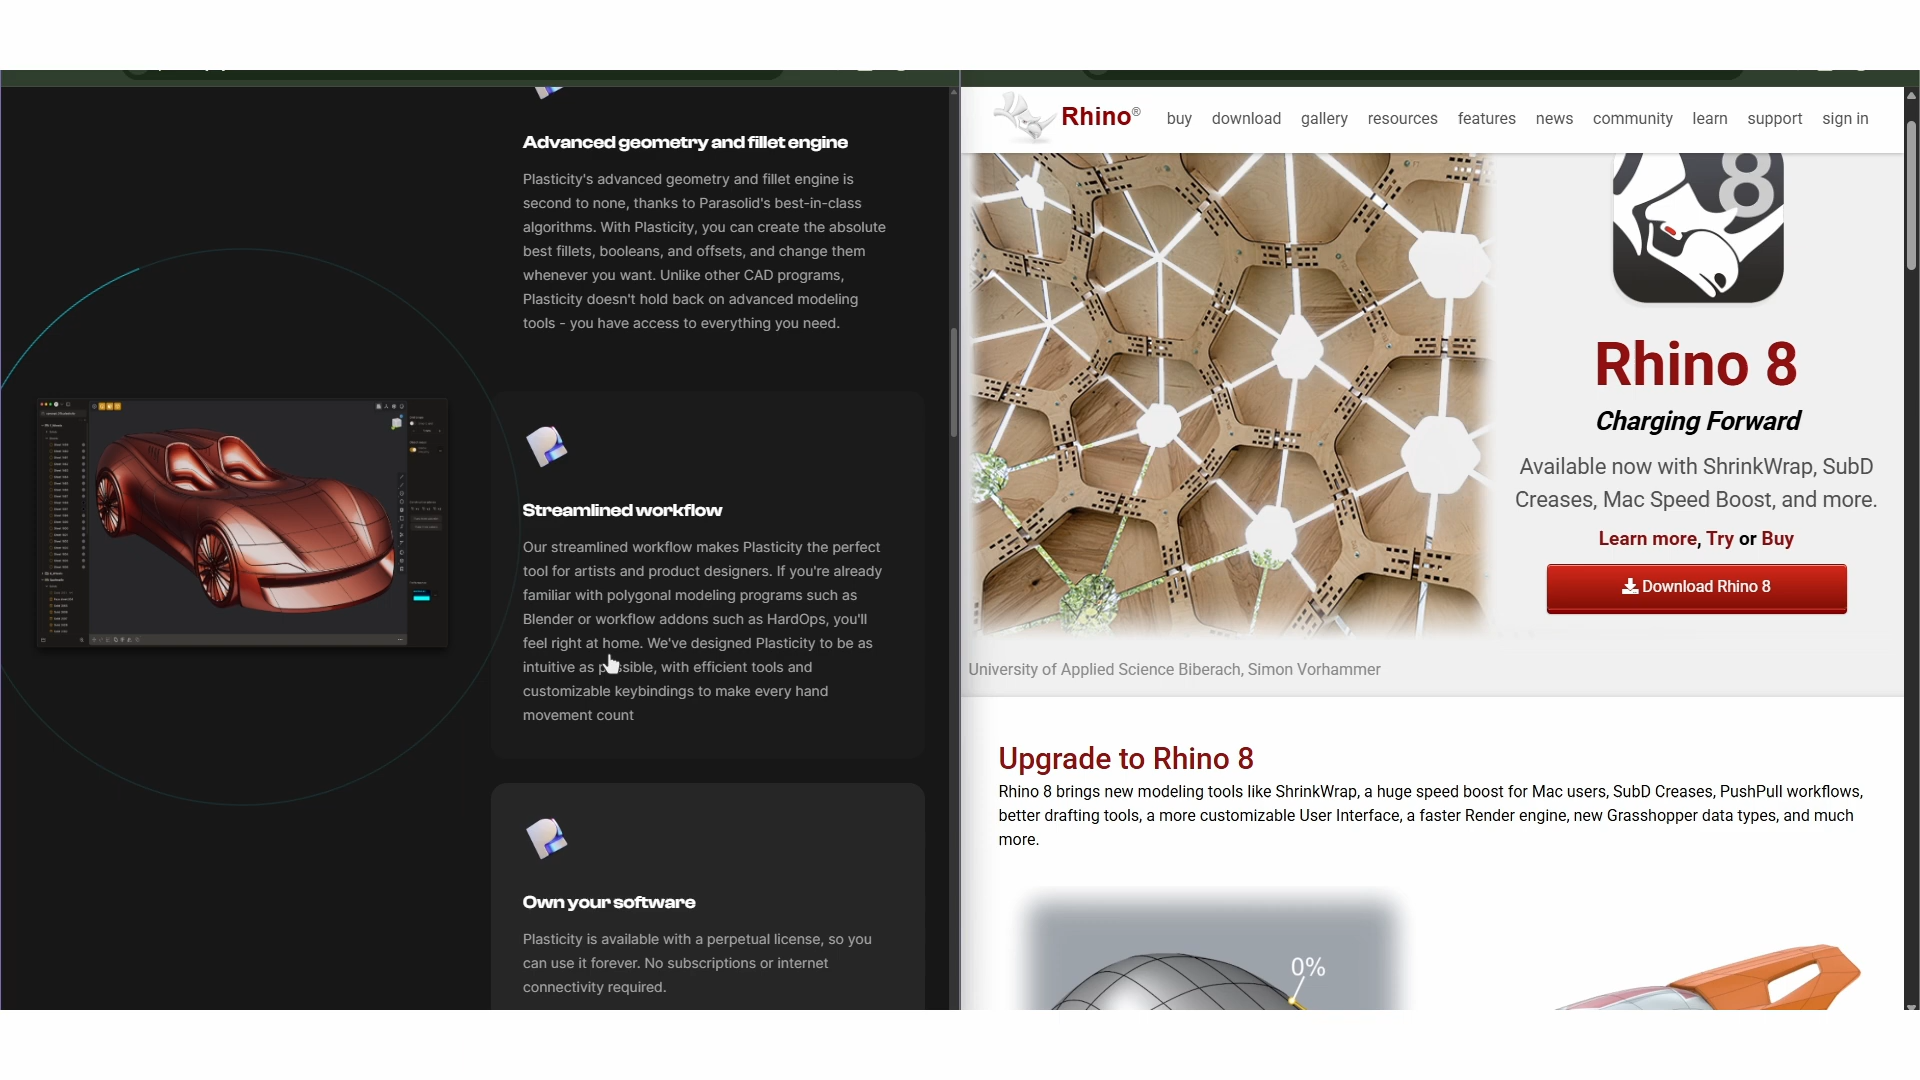 Advanced geometry and fillet engine
Plasticity's advanced geometry and fillet engine is
second to none, thanks to Parasolid's best-in-class
algorithms. With Plasticity, you can create the absolute
best fillets, booleans, and offsets, and change them
whenever you want. Unlike other CAD programs,
Plasticity doesn't hold back on advanced modeling
tools - you have access to everything you need.
Streamlined workflow
Our streamlined workflow makes Plasticity the perfect
tool for artists and product designers. If you're already
familiar with polygonal modeling programs such as
Blender or workflow addons such as HardOps, you'll
feel right at home. We've designed Plasticity to be as
intuitive as possible, with efficient tools and
customizable keybindings to make every hand
movement count
Own your software
Plasticity is available with a perpetual license, so you
can use it forever. No subscriptions or internet
connectivity required.
Rhino® buy download gallery resources features news community learn support sign in
8
Rhino 8
Charging Forward
Available now with ShrinkWrap, SubD
Creases, Mac Speed Boost, and more.
Learn more, Try or Buy
Download Rhino 8
University of Applied Science Biberach, Simon Vorhammer
Upgrade to Rhino 8
Rhino 8 brings new modeling tools like ShrinkWrap, a huge speed boost for Mac users, SubD Creases, PushPull workflows,
better drafting tools, a more customizable User Interface, a faster Render engine, new Grasshopper data types, and much
more.
0%